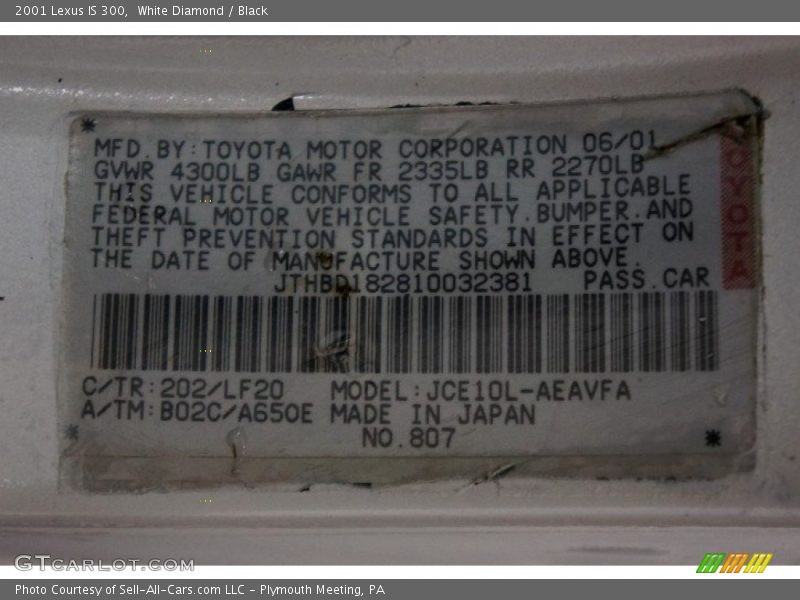 2001 Lexus IS 300, White Diamond / Black
MFD. BY: TOYOTA MOTOR CORPORATION 06/01
GVWR 4300LB GAWR FR 2335LB RR 2270LB
THIS VEHICLE CONFORMS TO ALL APPLICABLE
FEDERAL MOTOR VEHICLE SAFETY. BUMPER. AND
THEFT PREVENTION STANDARDS IN EFFECT ON
THE DATE OF MANUFACTURE SHOWN ABOVE.
JTHBD182810032381 PASS. CAR
TOYOTA
C/TR: 202/LF20 MODEL: JCE10L-AEAVFA
A/TM: B02C/A650E MADE IN JAPAN
NO. 807
GTCARLOT.COM
Photo Courtesy of Sell-All-Cars.com LLC - Plymouth Meeting, PA